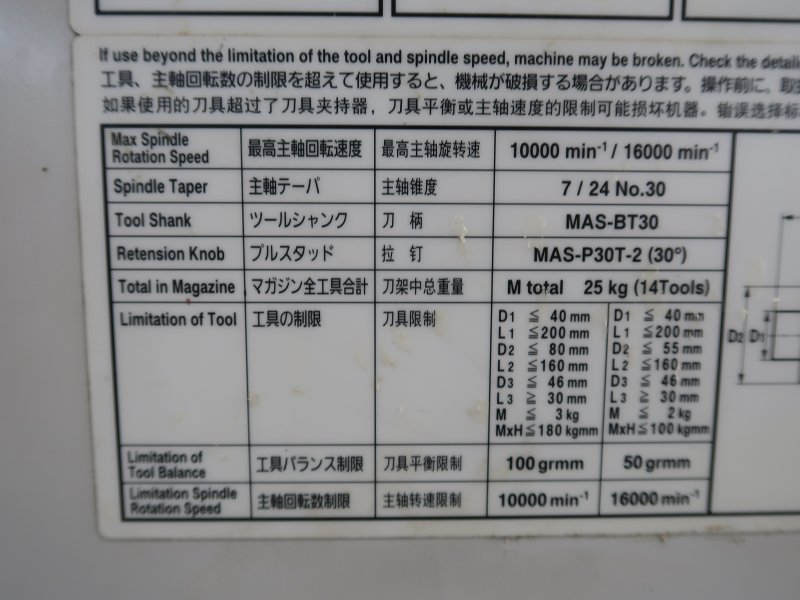 If use beyond the limitation of the tool and spindle speed, machine may be broken. Check the
工具、主軸回転数の制限を超えて使用すると、機械が破損する場合があります。操作前に、
如果使用的刀具超过了刀具夹持器，刀具平衡或主轴速度的限制可能损坏机器。错误选择
Max Spindle Rotation Speed 最高主軸回転速度 最高主轴旋转速 10000 min-1 / 16000 min-1
Spindle Taper 主軸テーパ 主轴锥度 7 / 24 No.30
Tool Shank ツールシャンク 刀 柄 MAS-BT30
Retension Knob プルスタッド 拉 钉 MAS-P30T-2 (30°)
Total in Magazine マガジン全工具合計 刀架中总重量 M total 25 kg (14Tools)
Limitation of Tool 工具の制限 刀具限制
D1 ≦ 40 mm D1 ≦ 40 mm
L1 ≦200 mm L1 ≦200 mm
D2 ≦ 80 mm D2 ≦ 55 mm
L2 ≦160 mm L2 ≦160 mm
D3 ≦ 46 mm D3 ≦ 46 mm
L3 ≧ 30 mm L3 ≧ 30 mm
M ≦ 3 kg M ≦ 2 kg
MxH≦180 kgmm MxH≦100 kgmm
D2 D1
Limitation of Tool Balance 工具バランス制限 刀具平衡限制 100 grmm 50 grmm
Limitation Spindle Rotation Speed 主軸回転数制限 主轴转速限制 10000 min-1 16000 min-1